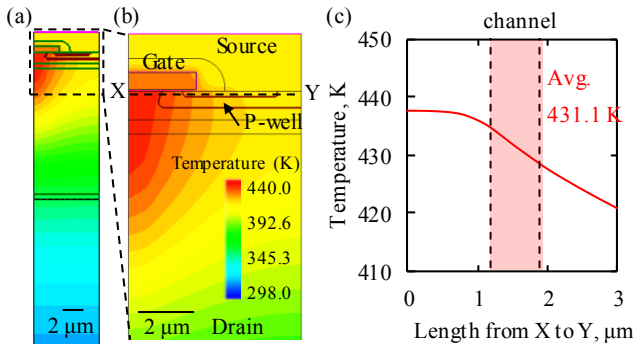 (a)
2 μm
(b)
Source
Gate
X
Y
P-well
Temperature (K)
440.0
392.6
345.3
298.0
2 μm
Drain
(c)
channel
450
440
430
420
410
Temperature, K
Avg.
431.1 K
0
1
2
3
Length from X to Y, μm